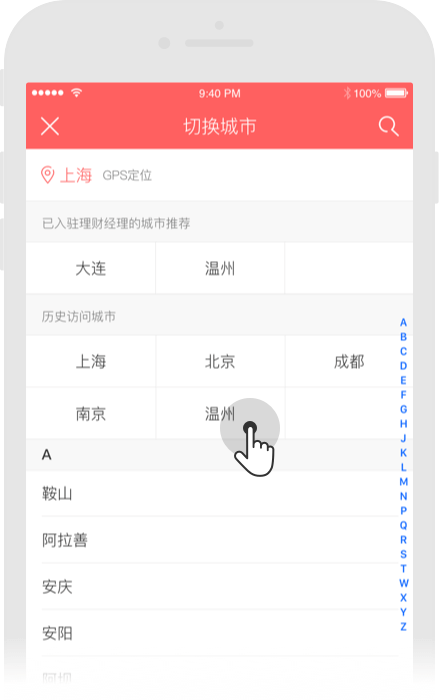 9:40 PM 100%
切换城市
上海 GPS定位
已入驻理财经理的城市推荐
大连 温州
历史访问城市
上海 北京 成都
南京 温州
A
鞍山
阿拉善
安庆
安阳
A
B
C
D
E
F
G
H
J
K
L
M
N
P
Q
R
S
T
W
X
Y
Z